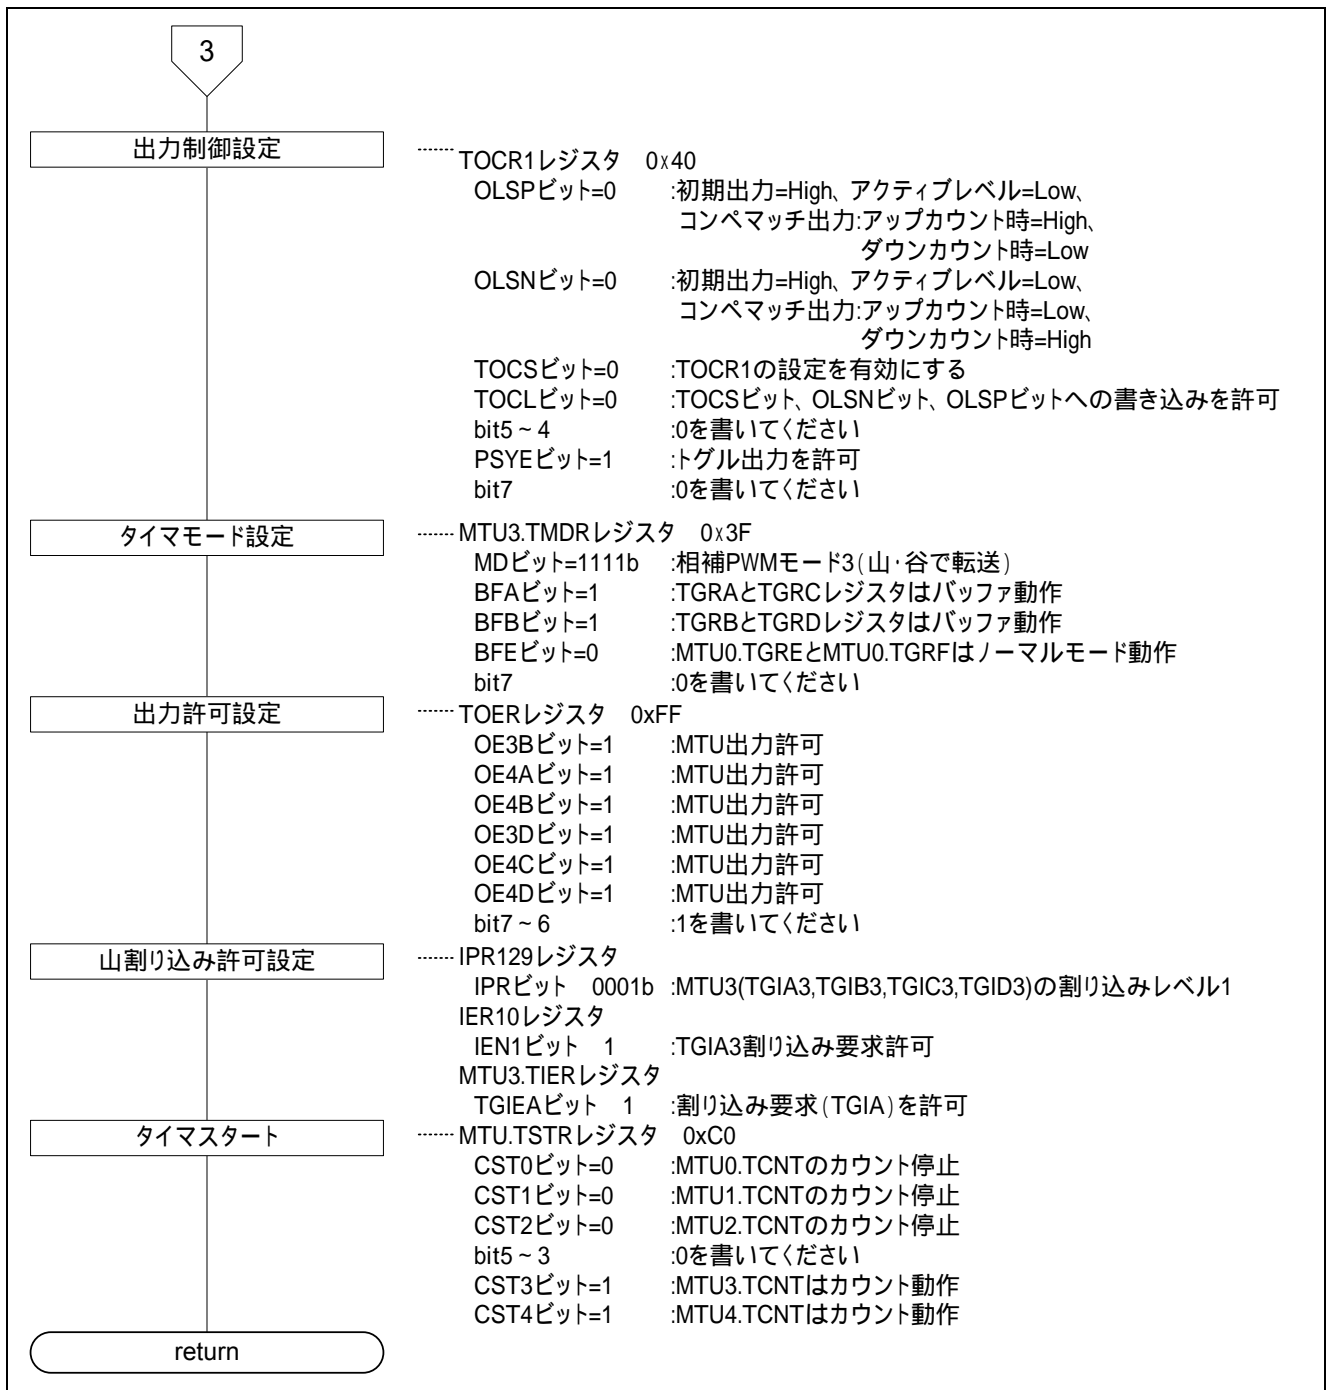 3
出力制御設定
TOCR1レジスタ 0x40
OLSPビット=0 :初期出力=High、アクティブレベル=Low、
コンペマッチ出力:アップカウント時=High、
ダウンカウント時=Low
OLSNビット=0 :初期出力=High、アクティブレベル=Low、
コンペマッチ出力:アップカウント時=Low、
ダウンカウント時=High
TOCSビット=0 :TOCR1の設定を有効にする
TOCLビット=0 :TOCSビット、OLSNビット、OLSPビットへの書き込みを許可
bit5~4 :0を書いてください
PSYEビット=1 :トグル出力を許可
bit7 :0を書いてください
タイマモード設定
MTU3.TMDRレジスタ 0x3F
MDビット=1111b :相補PWMモード3(山・谷で転送)
BFAビット=1 :TGRAとTGRCレジスタはバッファ動作
BFBビット=1 :TGRBとTGRDレジスタはバッファ動作
BFEビット=0 :MTU0.TGREとMTU0.TGRFはノーマルモード動作
bit7 :0を書いてください
出力許可設定
TOERレジスタ 0xFF
OE3Bビット=1 :MTU出力許可
OE4Aビット=1 :MTU出力許可
OE4Bビット=1 :MTU出力許可
OE3Dビット=1 :MTU出力許可
OE4Cビット=1 :MTU出力許可
OE4Dビット=1 :MTU出力許可
bit7~6 :1を書いてください
山割り込み許可設定
IPR129レジスタ
IPRビット 0001b :MTU3(TGIA3,TGIB3,TGIC3,TGID3)の割り込みレベル1
IER10レジスタ
IEN1ビット 1 :TGIA3割り込み要求許可
MTU3.TIERレジスタ
TGIEAビット 1 :割り込み要求(TGIA)を許可
タイマスタート
MTU.TSTRレジスタ 0xC0
CST0ビット=0 :MTU0.TCNTのカウント停止
CST1ビット=0 :MTU1.TCNTのカウント停止
CST2ビット=0 :MTU2.TCNTのカウント停止
bit5~3 :0を書いてください
CST3ビット=1 :MTU3.TCNTはカウント動作
CST4ビット=1 :MTU4.TCNTはカウント動作
return